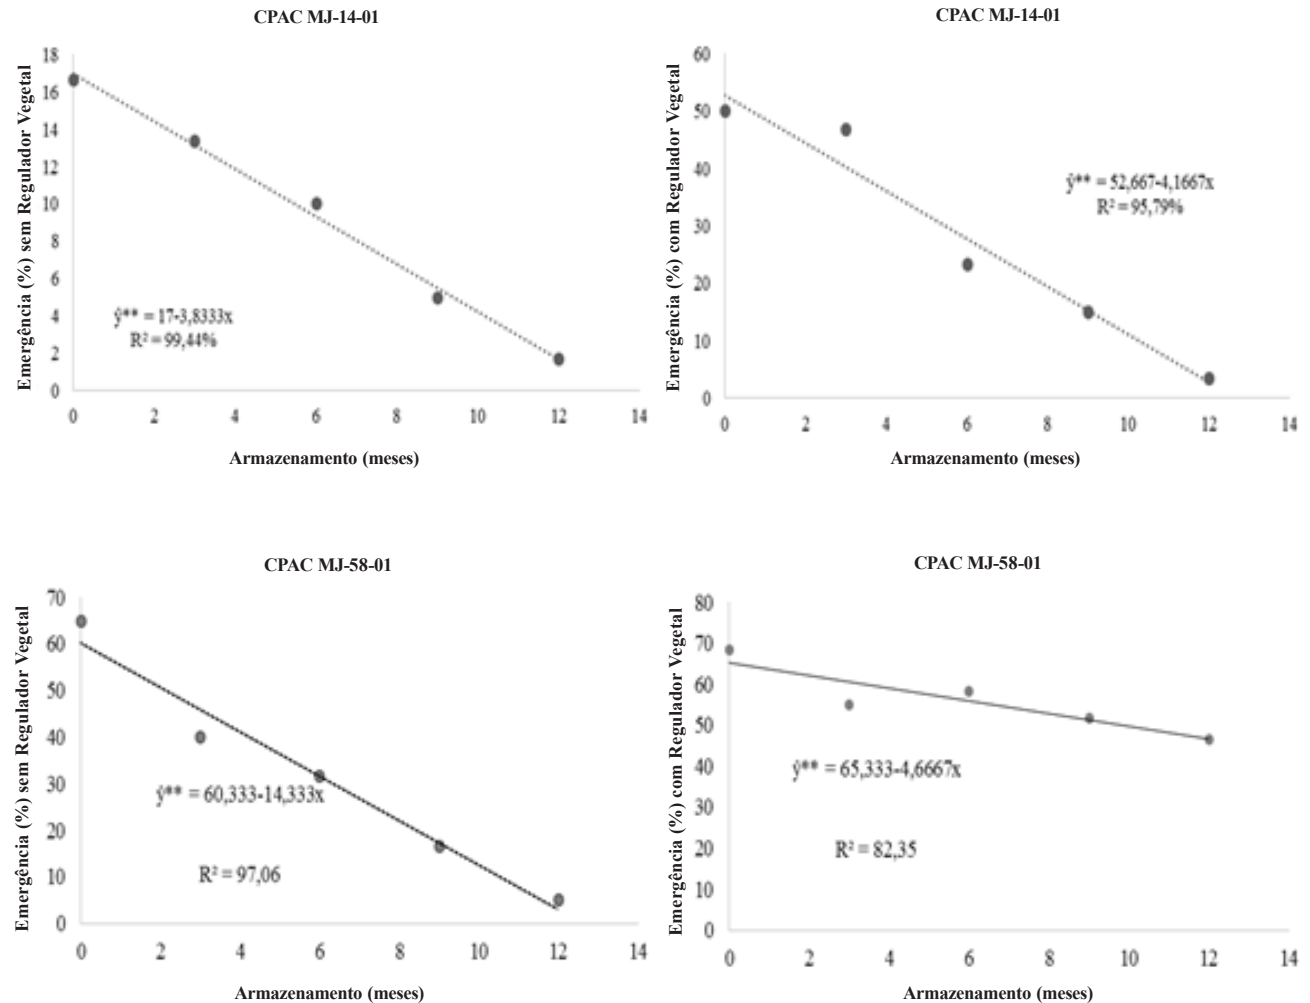 CPAC MJ-14-01
Emergência (%) sem Regulador Vegetal
18
16
14
12
10
8
6
4
2
0
ŷ** = 17-3,8333x
R² = 99,44%
0 2 4 6 8 10 12 14
Armazenamento (meses)
CPAC MJ-14-01
Emergência (%) com Regulador Vegetal
60
50
40
30
20
10
0
ŷ** = 52,667-4,1667x
R² = 95,79%
0 2 4 6 8 10 12 14
Armazenamento (meses)
CPAC MJ-58-01
Emergência (%) sem Regulador Vegetal
70
60
50
40
30
20
10
0
ŷ** = 60,333-14,333x
R² = 97,06
0 2 4 6 8 10 12 14
Armazenamento (meses)
CPAC MJ-58-01
Emergência (%) com Regulador Vegetal
80
70
60
50
40
30
20
10
0
ŷ** = 65,333-4,6667x
R² = 82,35
0 2 4 6 8 10 12 14
Armazenamento (meses)